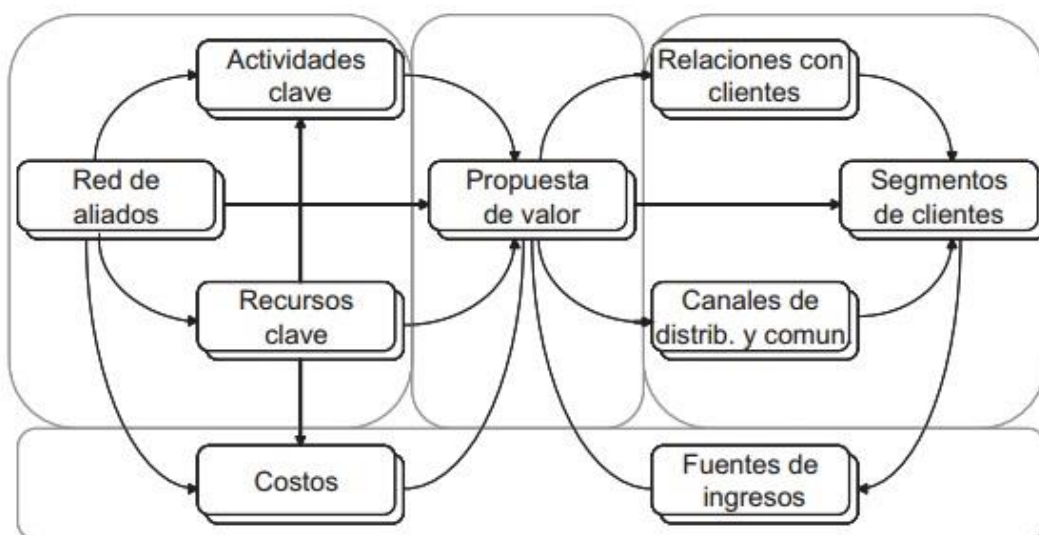 Actividades
clave
Relaciones con
clientes
Red de
aliados
Propuesta
de valor
Segmentos
de clientes
Recursos
clave
Canales de
distrib. y comun.
Costos
Fuentes de
ingresos